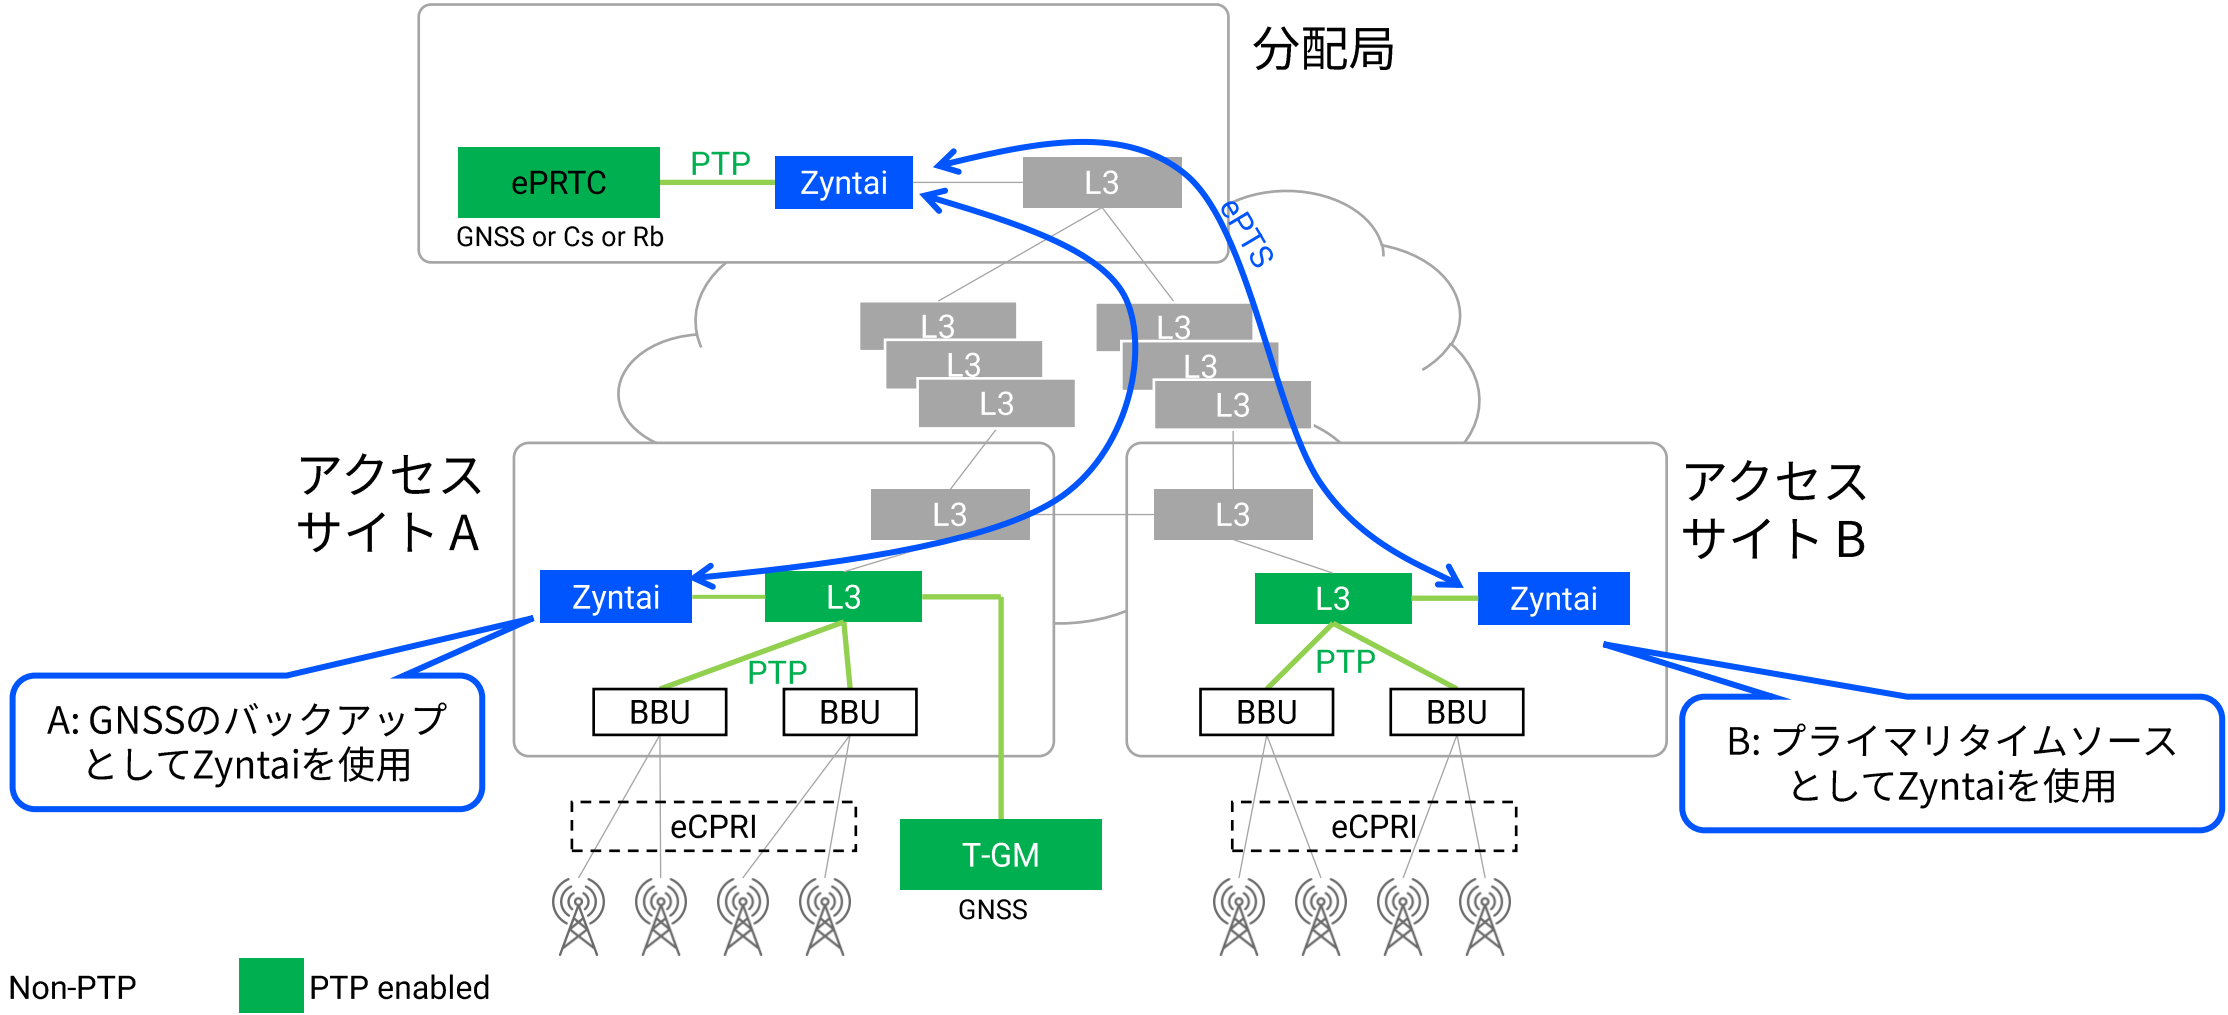 分配局
ePRTC
PTP
Zyntai
L3
GNSS or Cs or Rb
ePTS
L3
L3
L3
L3
L3
L3
アクセス
サイト A
アクセス
サイト B
L3
L3
Zyntai
L3
L3
Zyntai
PTP
PTP
BBU
BBU
BBU
BBU
A: GNSSのバックアップ
としてZyntaiを使用
B: プライマリタイムソース
としてZyntaiを使用
eCPRI
eCPRI
T-GM
GNSS
Non-PTP
PTP enabled